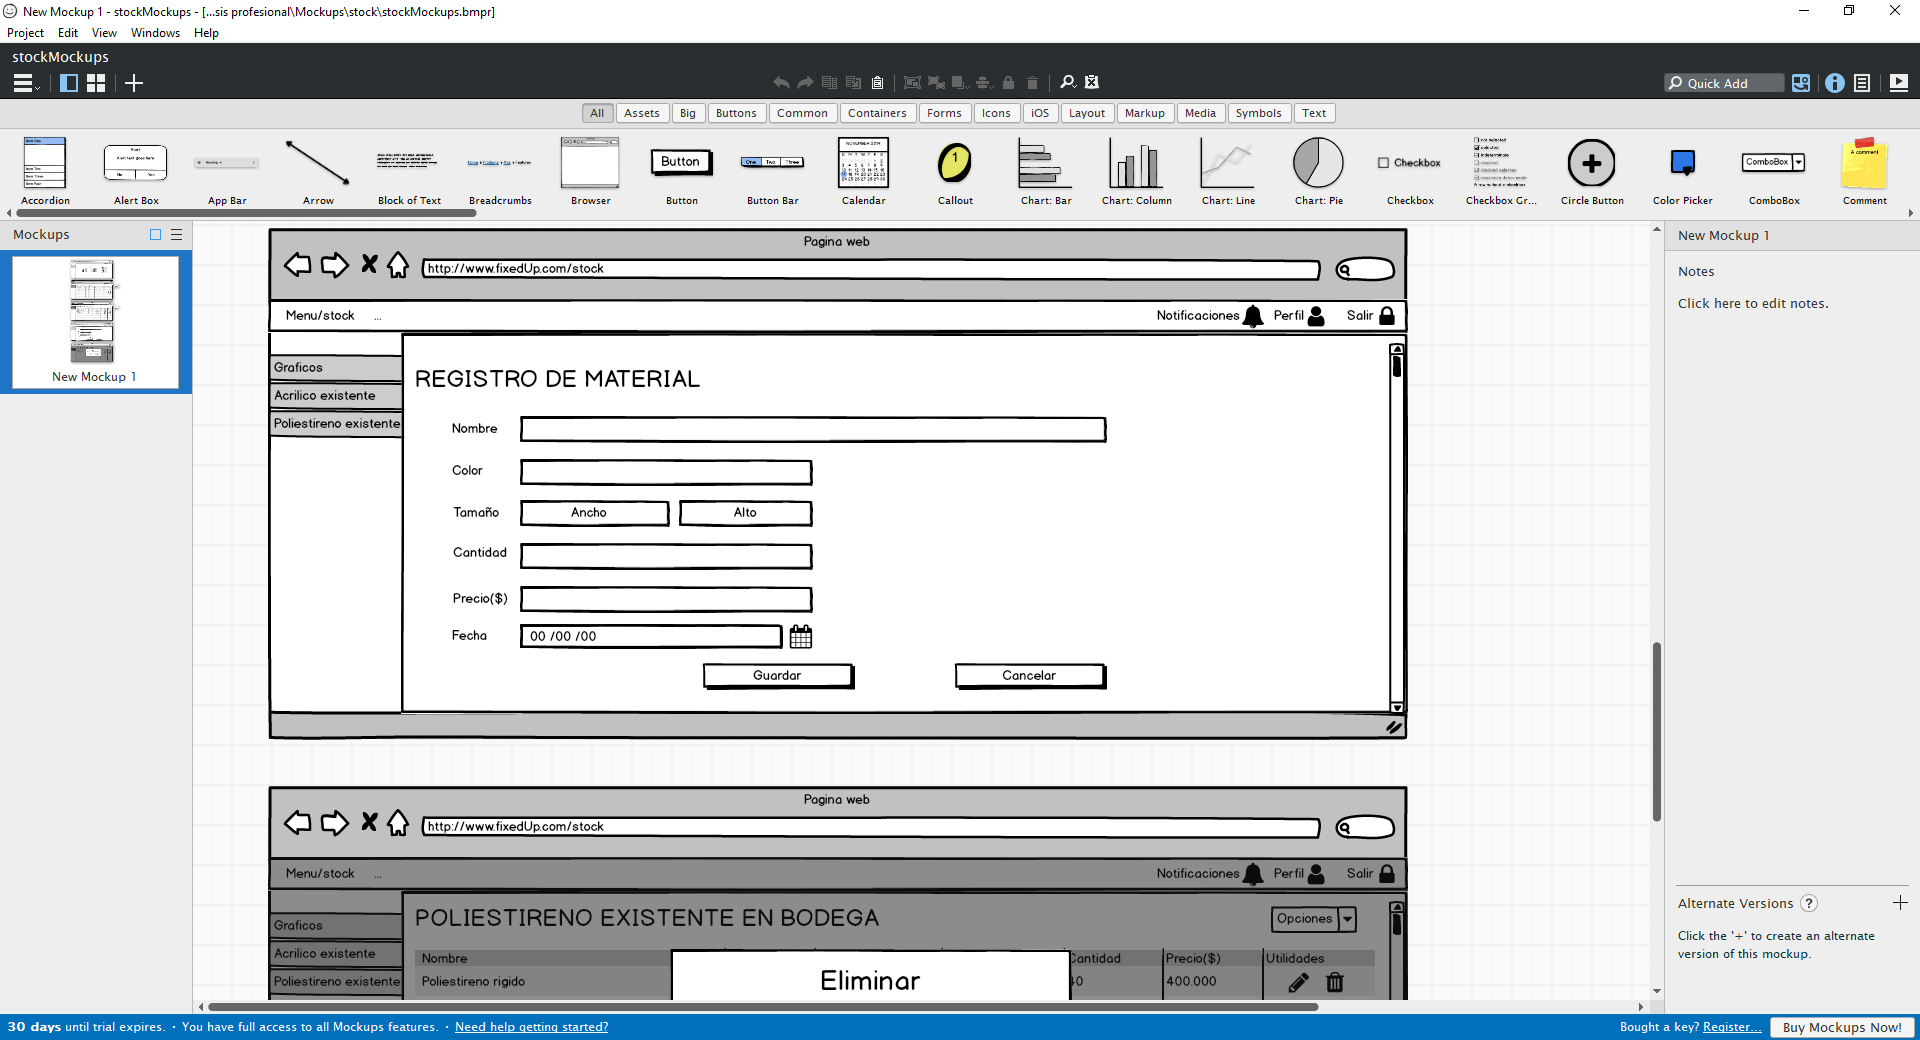 New Mockup 1 - stockMockups - [...sis profesional\Mockups\stock\stockMockups.bmpr]
Project Edit View Windows Help
stockMockups
Quick Add
All Assets Big Buttons Common Containers Forms Icons iOS Layout Markup Media Symbols Text
Button
1
Checkbox
ComboBox
A comment
Accordion Alert Box App Bar Arrow Block of Text Breadcrumbs Browser Button Button Bar Calendar Callout Chart: Bar Chart: Column Chart: Line Chart: Pie Checkbox Checkbox Gr... Circle Button Color Picker ComboBox Comment
Mockups
New Mockup 1
Pagina web
http://www.fixedUp.com/stock
Menu/stock ... Notificaciones Perfil Salir
Graficos
Acrilico existente
Poliestireno existente
REGISTRO DE MATERIAL
Nombre
Color
Tamaño Ancho Alto
Cantidad
Precio($)
Fecha 00 /00 /00
Guardar Cancelar
Pagina web
http://www.fixedUp.com/stock
Menu/stock ... Notificaciones Perfil Salir
Graficos
Acrilico existente
Poliestireno existente
POLIESTIRENO EXISTENTE EN BODEGA Opciones
Nombre Cantidad Precio($) Utilidades
Poliestireno rigido 400.000
Eliminar
New Mockup 1
Notes
Click here to edit notes.
Alternate Versions ?
Click the '+' to create an alternate
version of this mockup.
30 days until trial expires. · You have full access to all Mockups features. · Need help getting started?
Bought a key? Register... Buy Mockups Now!